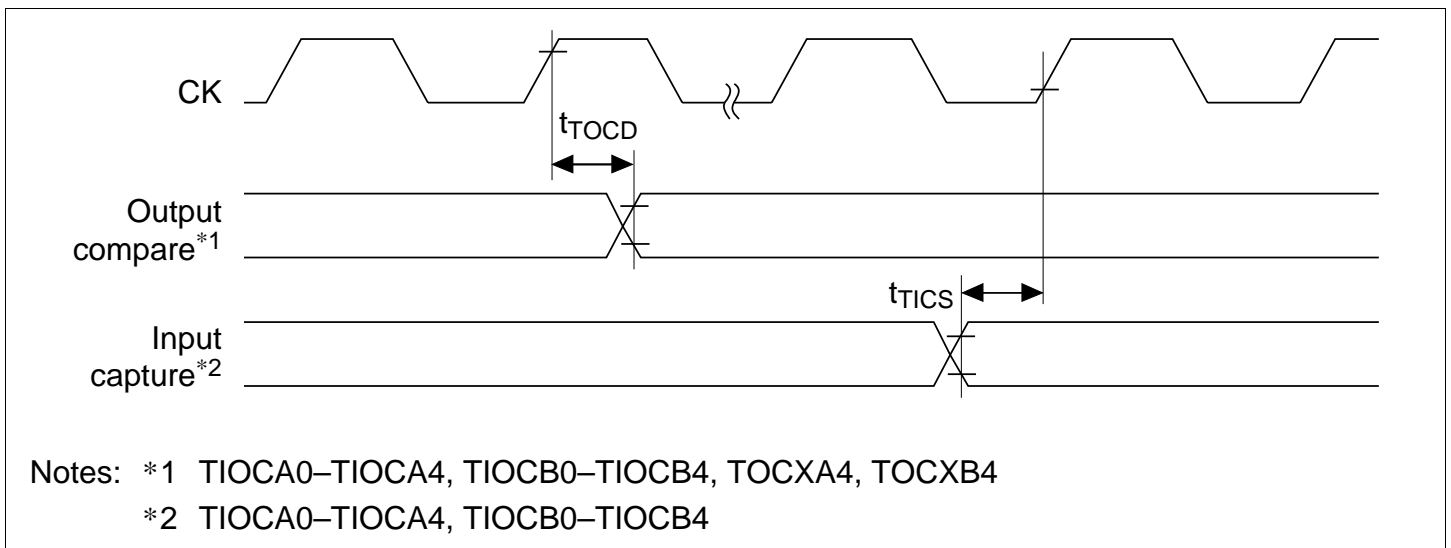 CK
tTOCD
Output
compare*1
tTICS
Input
capture*2
Notes: *1 TIOCA0–TIOCA4, TIOCB0–TIOCB4, TOCXA4, TOCXB4
*2 TIOCA0–TIOCA4, TIOCB0–TIOCB4